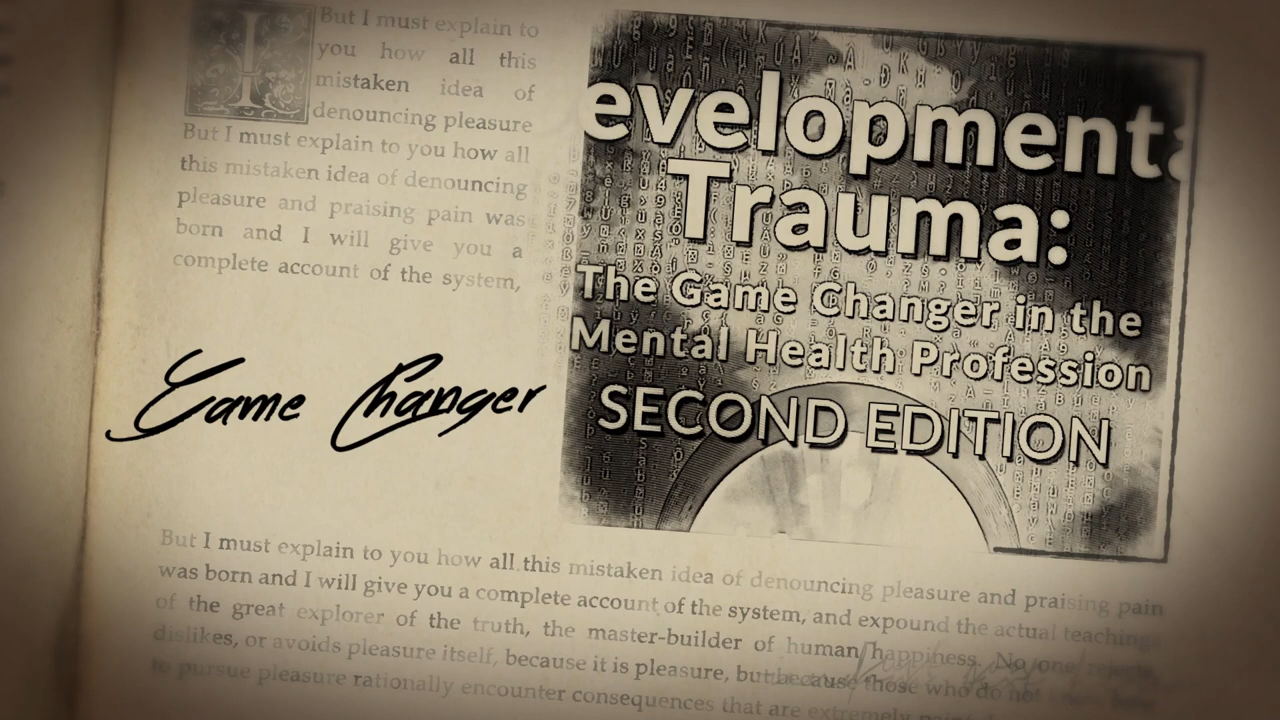 But I must explain to
you how all this
mistaken idea of
denouncing pleasure
But I must explain to you how all
this mistaken idea of denouncing
pleasure and praising pain was
born and I will give you a
complete account of the system,
evelopmenta
Trauma:
The Game Changer in the
Mental Health Profession
SECOND EDITION
Game Changer
But I must explain to you how all this mistaken idea of denouncing pleasure and praising pain
was born and I will give you a complete account of the system, and expound the actual teachings
of the great explorer of the truth, the master-builder of human happiness. No one rejects,
dislikes, or avoids pleasure itself, because it is pleasure, but because those who do not
to pursue pleasure rationally encounter consequences that are extremely